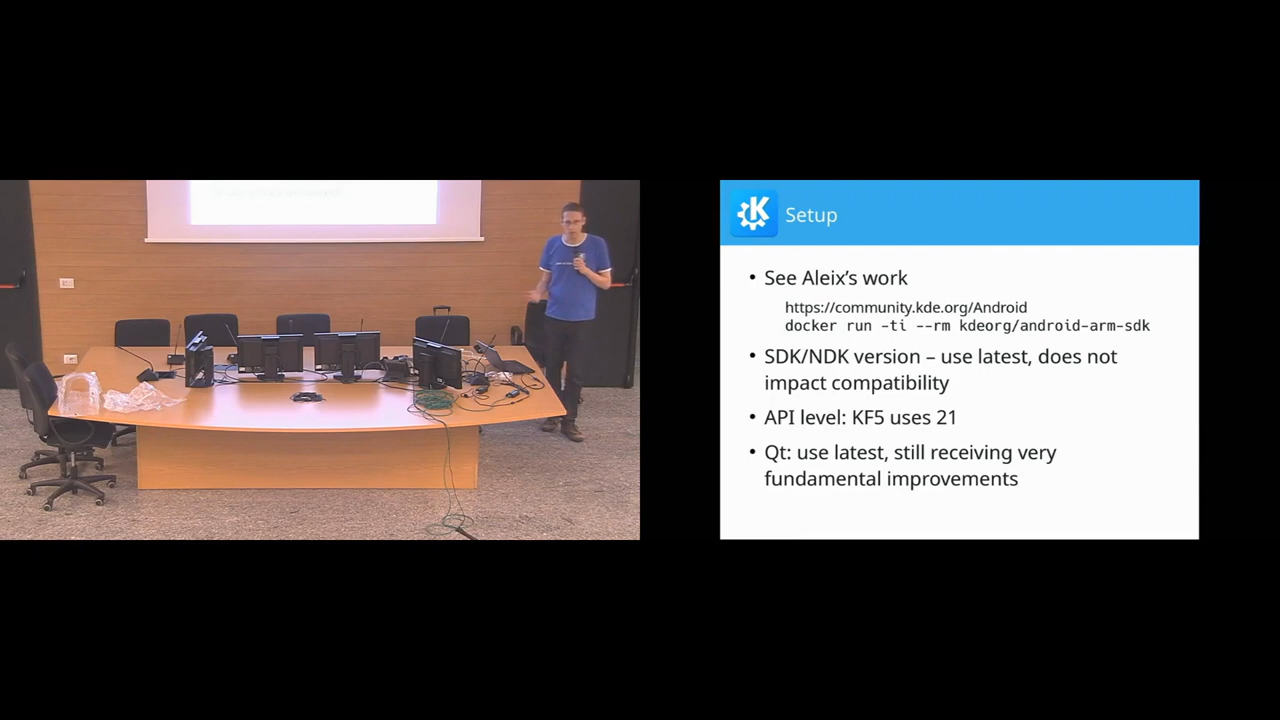 Setup
• See Aleix's work
https://community.kde.org/Android
docker run -ti --rm kdeorg/android-arm-sdk
• SDK/NDK version – use latest, does not
impact compatibility
• API level: KF5 uses 21
• Qt: use latest, still receiving very
fundamental improvements